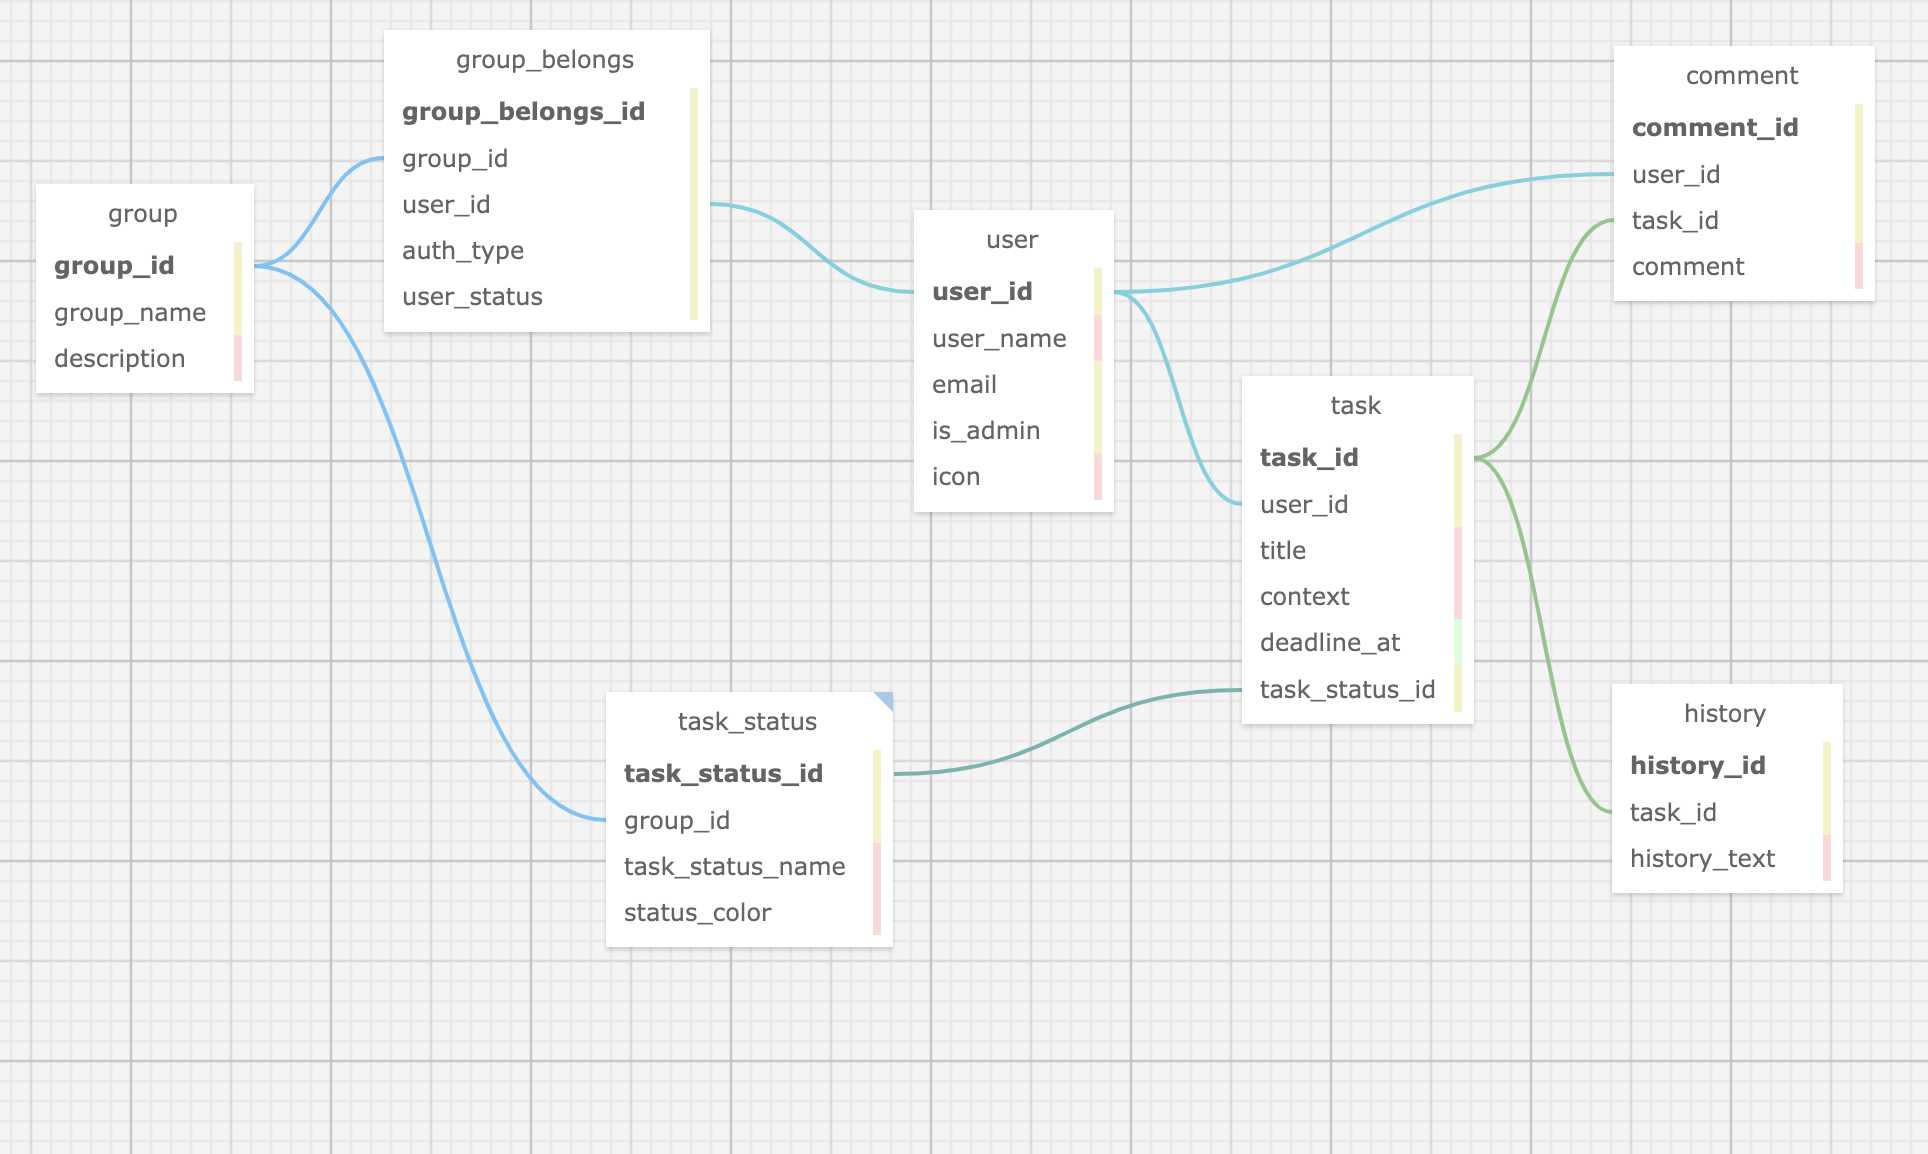 group_belongs
group_belongs_id
group_id
user_id
auth_type
user_status
group
group_id
group_name
description
user
user_id
user_name
email
is_admin
icon
comment
comment_id
user_id
task_id
comment
task
task_id
user_id
title
context
deadline_at
task_status_id
task_status
task_status_id
group_id
task_status_name
status_color
history
history_id
task_id
history_text